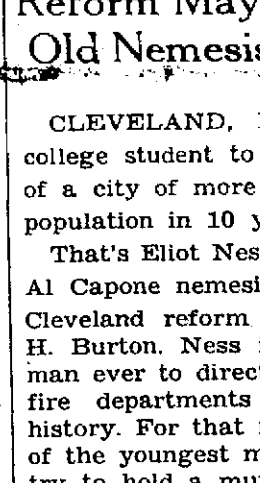 Reform May
Old Nemesis
CLEVELAND,
college student to
of a city of more
population in 10
That's Eliot Nes
Al Capone nemesi
Cleveland reform
H. Burton. Ness
man ever to direc
fire departments
history. For that
of the youngest m
try to hold a mu